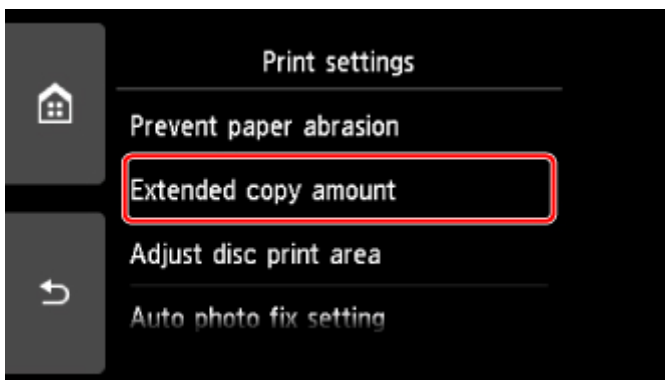 Print settings
Prevent paper abrasion
Extended copy amount
Adjust disc print area
Auto photo fix setting